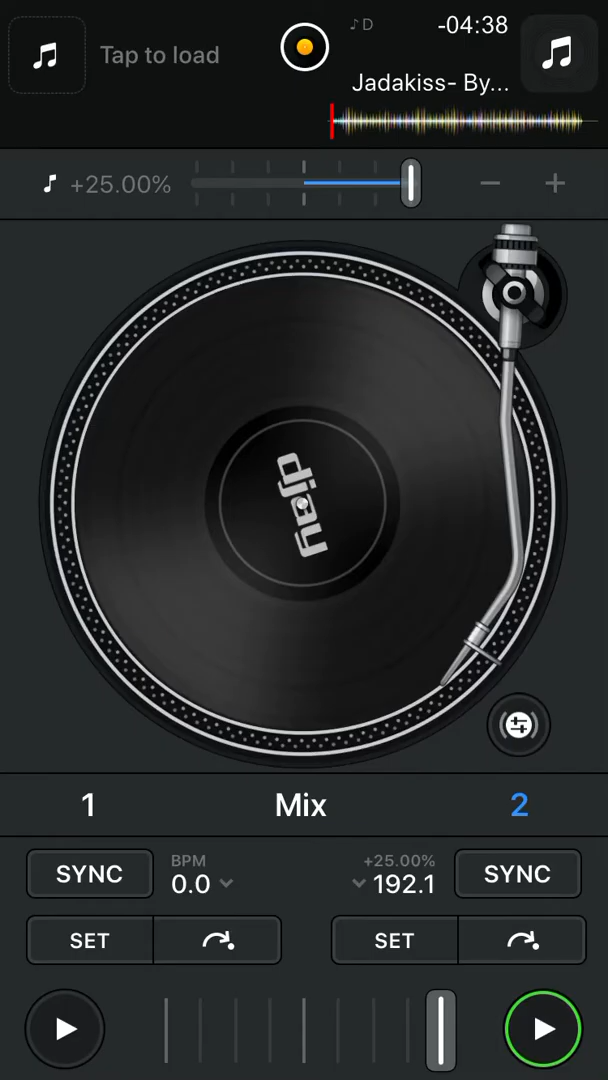 Tap to load
♪D
-04:38
Jadakiss- By...
+25.00%
djay
1 Mix 2
SYNC
BPM
0.0
+25.00%
192.1
SYNC
SET
SET